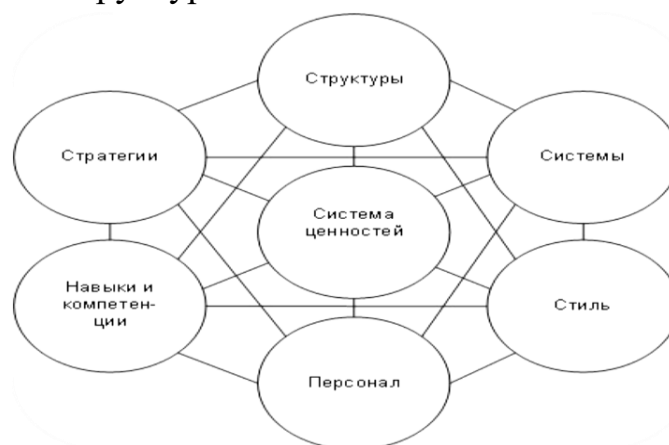 Структуры
Стратегии
Системы
Система
ценностей
Навыки и
компетен-
ции
Стиль
Персонал